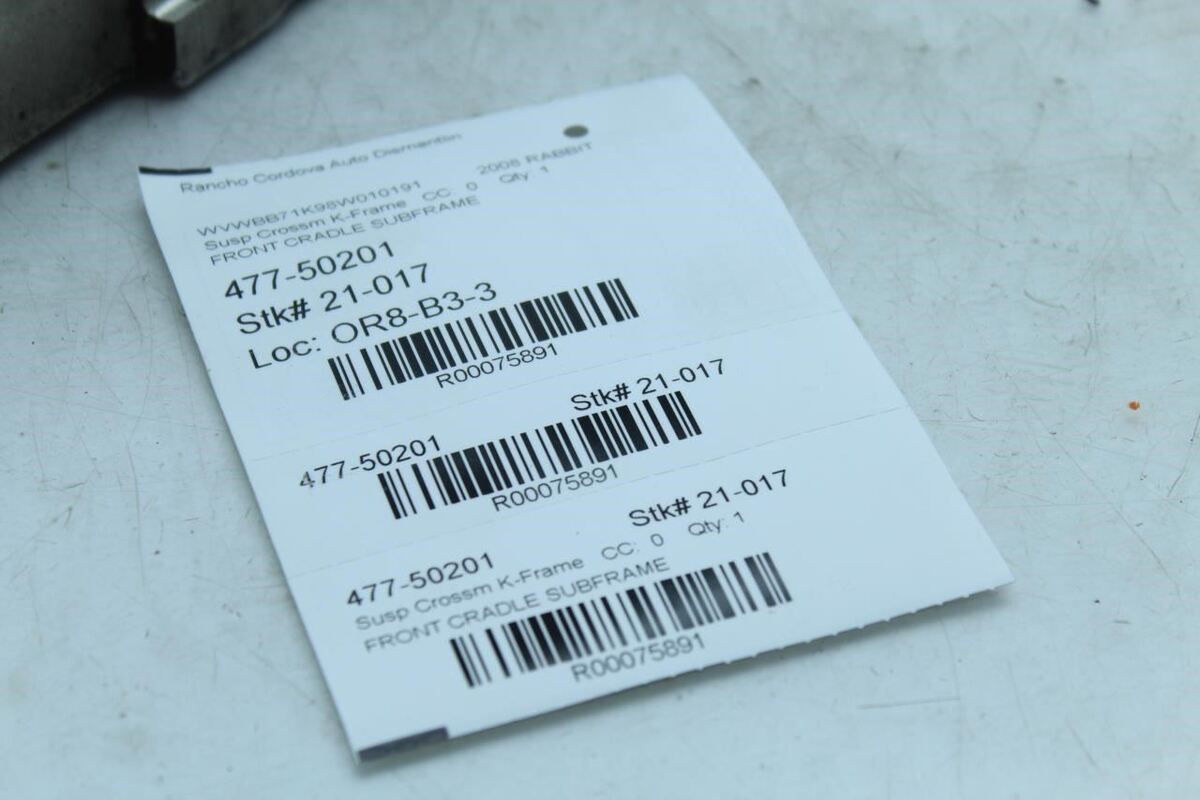 Rancho Cordova Auto Dismantlin
2008 RABBIT
WVWBB71K98W010191
Susp Crossm K-Frame CC: 0 Qty: 1
FRONT CRADLE SUBFRAME
477-50201
Stk# 21-017
Loc: OR8-B3-3
R00075891
477-50201 Stk# 21-017
R00075891
477-50201 Stk# 21-017
Susp Crossm K-Frame CC: 0 Qty: 1
FRONT CRADLE SUBFRAME
R00075891